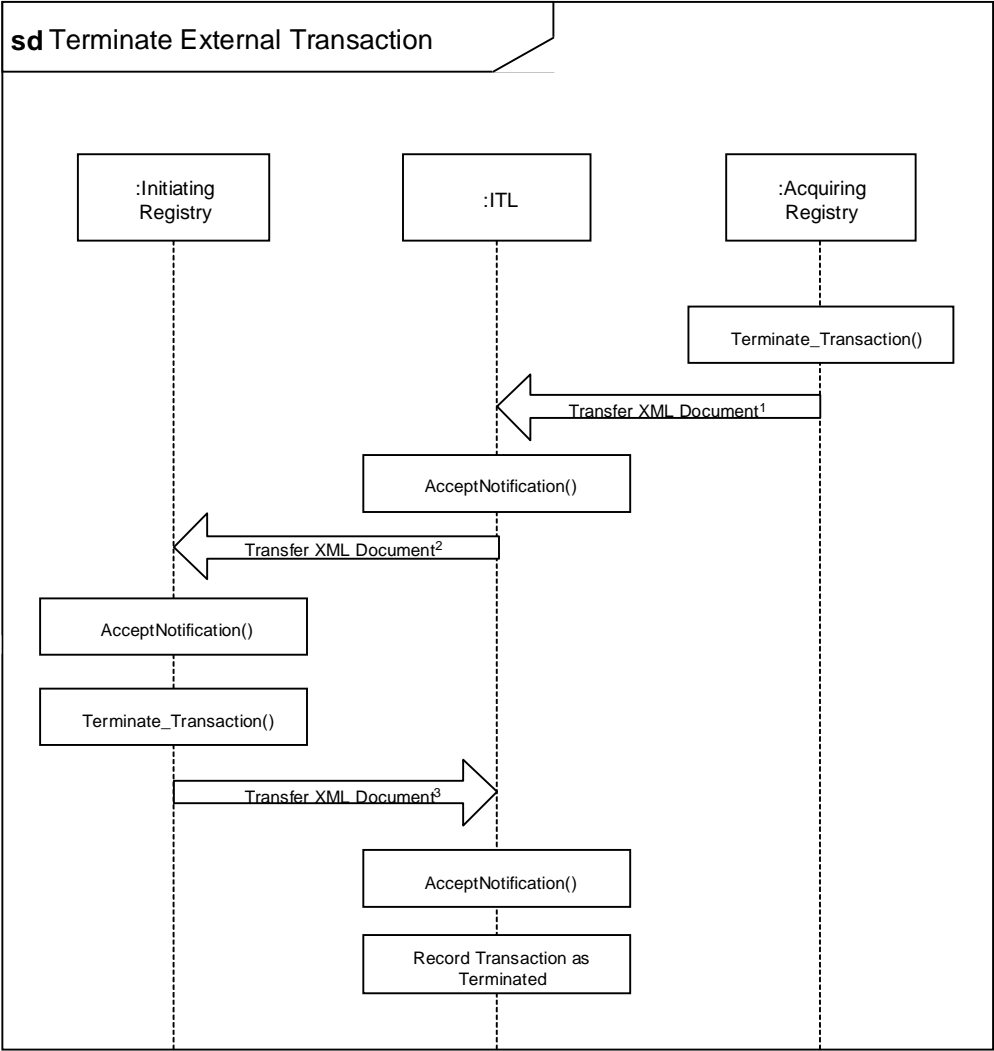 sd Terminate External Transaction
:Initiating
Registry
:ITL
:Acquiring
Registry
Terminate_Transaction()
Transfer XML Document1
AcceptNotification()
Transfer XML Document2
AcceptNotification()
Terminate_Transaction()
Transfer XML Document3
AcceptNotification()
Record Transaction as
Terminated